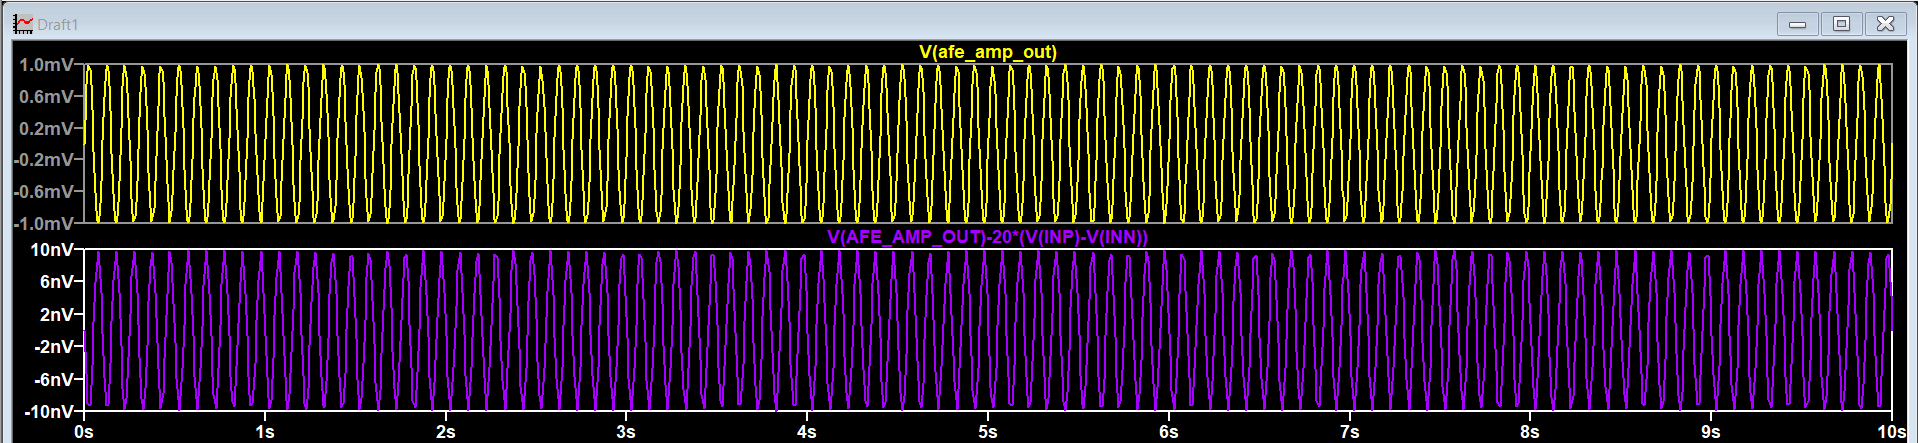 Draft1
V(afe_amp_out)
1.0mV
0.6mV
0.2mV
-0.2mV
-0.6mV
-1.0mV
V(AFE_AMP_OUT)-20*(V(INP)-V(INN))
10nV
6nV
2nV
-2nV
-6nV
-10nV
0s 1s 2s 3s 4s 5s 6s 7s 8s 9s 10s